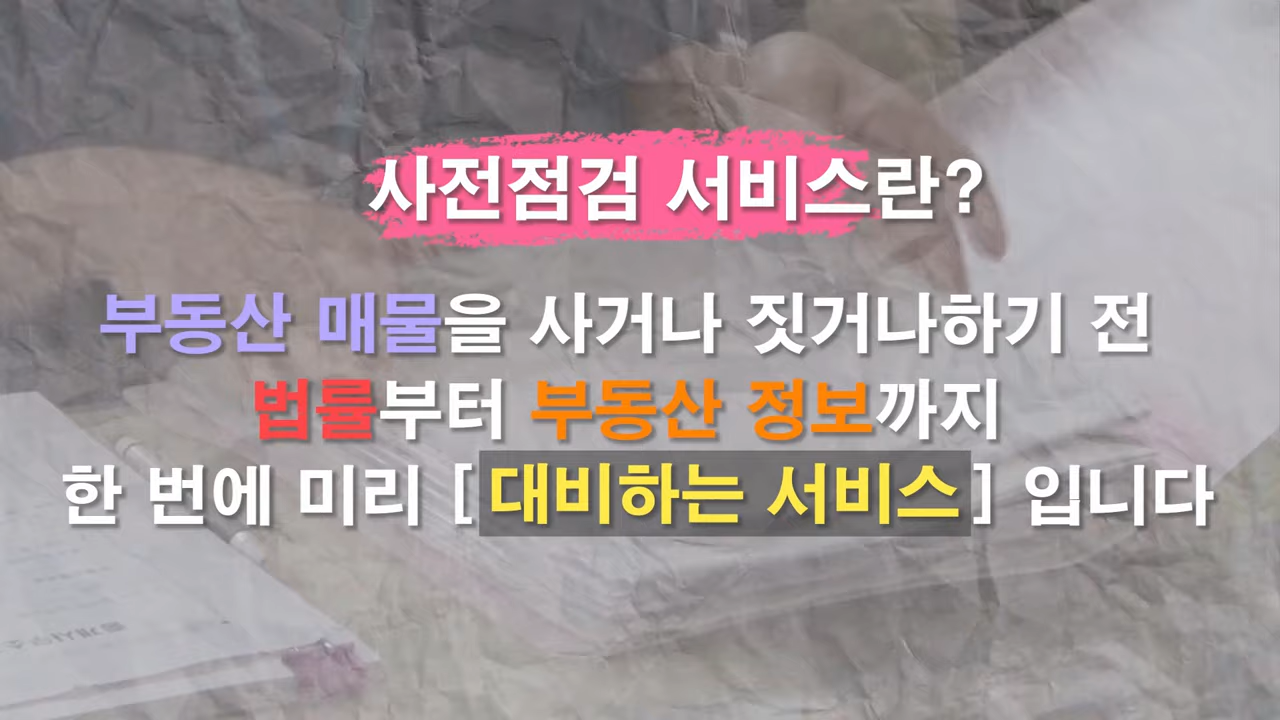 사전점검 서비스란?
부동산 매물을 사거나 짓거나하기 전
법률부터 부동산 정보까지
한 번에 미리 [대비하는 서비스] 입니다